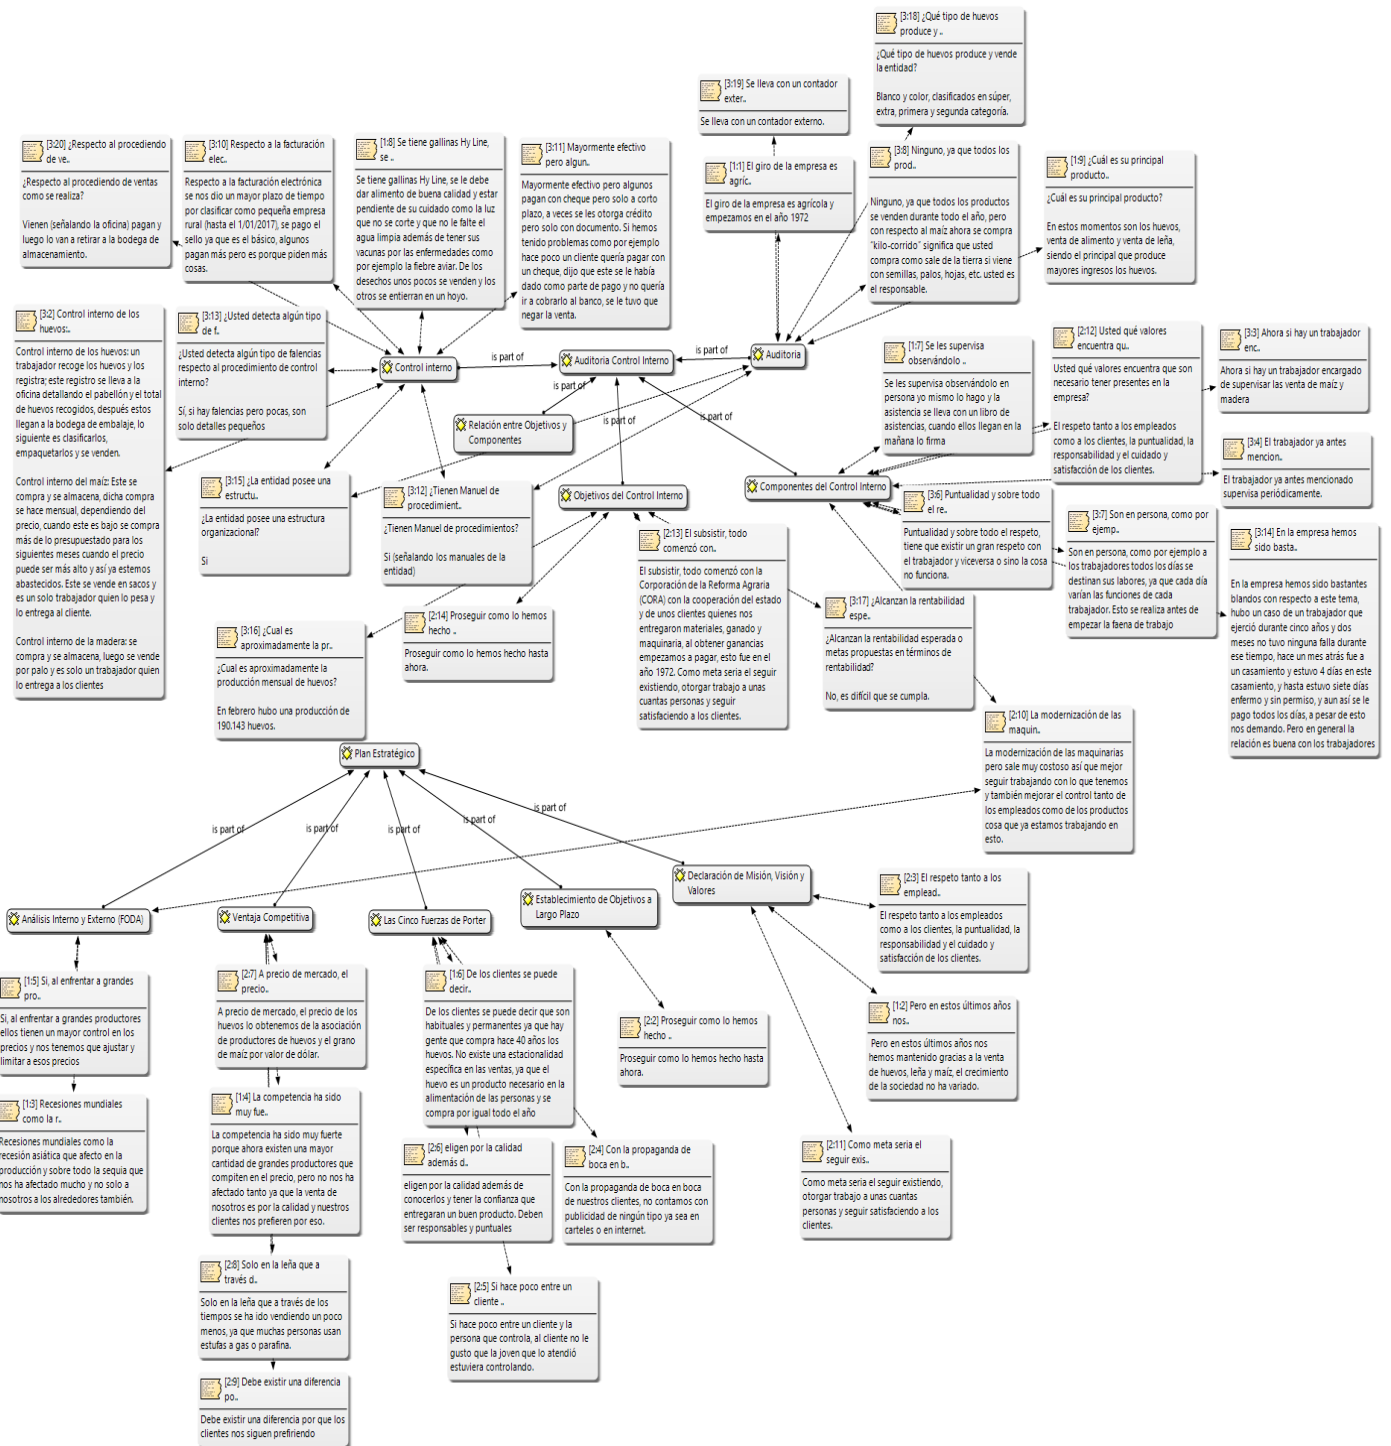 [3:18] ¿Qué tipo de huevos
produce y ..
¿Qué tipo de huevos produce y vende
la entidad?
Blanco y color, clasificados en súper,
extra, primera y segunda categoría.
[3:19] Se lleva con un contador
exter..
Se lleva con un contador externo.
[3:20] ¿Respecto al procediendo
de ve..
¿Respecto al procediendo de ventas
como se realiza?
Vienen (señalando la oficina) pagan y
luego lo van a retirar a la bodega de
almacenamiento.
[3:10] Respecto a la facturación
elec..
Respecto a la facturación electrónica
se nos dio un mayor plazo de tiempo
por clasificar como pequeña empresa
rural (hasta el 1/01/2017), se pago el
sello ya que es el básico, algunos
pagan más pero es porque piden más
cosas.
[1:8] Se tiene gallinas Hy Line,
se ..
Se tiene gallinas Hy Line, se le debe
dar alimento de buena calidad y estar
pendiente de su cuidado como la luz
que no se corte y que no le falte el
agua limpia además de tener sus
vacunas por las enfermedades como
por ejemplo la fiebre aviar. De los
desechos unos pocos se venden y los
otros se entierran en un hoyo.
[3:11] Mayormente efectivo
pero algun..
Mayormente efectivo pero algunos
pagan con cheque pero solo a corto
plazo, a veces se les otorga crédito
pero solo con documento. Si hemos
tenido problemas como por ejemplo
hace poco un cliente quería pagar con
un cheque, dijo que este se le había
dado como parte de pago y no quería
ir a cobrarlo al banco, se le tuvo que
negar la venta.
[1:1] El giro de la empresa es
agríc..
El giro de la empresa es agrícola y
empezamos en el año 1972
[3:8] Ninguno, ya que todos los
prod..
Ninguno, ya que todos los productos
se venden durante todo el año, pero
con respecto al maíz ahora se compra
"kilo-corrido" significa que usted
compra como sale de la tierra si viene
con semillas, palos, hojas, etc. usted es
el responsable.
[1:9] ¿Cuál es su principal
producto..
¿Cuál es su principal producto?
En estos momentos son los huevos,
venta de alimento y venta de leña,
siendo el principal que produce
mayores ingresos los huevos.
[3:2] Control interno de los
huevos:..
Control interno de los huevos: un
trabajador recoge los huevos y los
registra; este registro se lleva a la
oficina detallando el pabellón y el total
de huevos recogidos, después estos
llegan a la bodega de embalaje, lo
siguiente es clasificarlos,
empaquetarlos y se venden.
Control interno del maíz: Este se
compra y se almacena, dicha compra
se hace mensual, dependiendo del
precio, cuando este es bajo se compra
más de lo presupuestado para los
siguientes meses cuando el precio
puede ser más alto y así ya estemos
abastecidos. Este se vende en sacos y
es un solo trabajador quien lo pesa y
lo entrega al cliente.
Control interno de la madera: se
compra y se almacena, luego se vende
por palo y es solo un trabajador quien
lo entrega a los clientes
[3:13] ¿Usted detecta algún tipo
de f..
¿Usted detecta algún tipo de falencias
respecto al procedimiento de control
interno?
Sí, si hay falencias pero pocas, son
solo detalles pequeños
Control interno
is part of
Auditoria Control Interno
is part of
Auditoria
is part of
is part of
is part of
Relación entre Objetivos y
Componentes
[1:7] Se les supervisa
observándolo ..
Se les supervisa observándolo en
persona yo mismo lo hago y la
asistencia se lleva con un libro de
asistencias, cuando ellos llegan en la
mañana lo firma
[2:12] Usted qué valores
encuentra qu..
Usted qué valores encuentra que son
necesario tener presentes en la
empresa?
El respeto tanto a los empleados
como a los clientes, la puntualidad, la
responsabilidad y el cuidado y
satisfacción de los clientes.
[3:3] Ahora si hay un trabajador
enc..
Ahora si hay un trabajador encargado
de supervisar las venta de maíz y
madera
[3:4] El trabajador ya antes
mencion..
El trabajador ya antes mencionado
supervisa periódicamente.
[3:15] ¿La entidad posee una
estructu..
¿La entidad posee una estructura
organizacional?
Si
[3:12] ¿Tienen Manual de
procedimient..
¿Tienen Manual de procedimientos?
Si (señalando los manuales de la
entidad)
Objetivos del Control Interno
Componentes del Control Interno
[3:6] Puntualidad y sobre todo
el re..
Puntualidad y sobre todo el respeto,
tiene que existir un gran respeto con
el trabajador y viceversa o sino la cosa
no funciona.
[3:7] Son en persona, como por
ejemp..
Son en persona, como por ejemplo a
los trabajadores todos los días se
destinan sus labores, ya que cada día
varían las funciones de cada
trabajador. Esto se realiza antes de
empezar la faena de trabajo
[3:14] En la empresa hemos
sido basta..
En la empresa hemos sido bastantes
blandos con respecto a este tema,
hubo un caso de un trabajador que
ejerció durante cinco años y dos
meses no tuvo ninguna falla durante
ese tiempo, hace un mes atrás fue a
un casamiento y estuvo 4 días en este
casamiento, y hasta estuvo siete días
enfermo y sin permiso, y aun así se le
pago todos los días, a pesar de esto
nos demando. Pero en general la
relación es buena con los trabajadores
[2:13] El subsistir, todo
comenzó con..
El subsistir, todo comenzó con la
Corporación de la Reforma Agraria
(CORA) con la cooperación del estado
y de unos clientes quienes nos
entregaron materiales, ganado y
maquinaria, al obtener ganancias
empezamos a pagar, esto fue en el
año 1972. Como meta seria el seguir
existiendo, otorgar trabajo a unas
cuantas personas y seguir
satisfaciendo a los clientes.
[3:17] ¿Alcanzan la rentabilidad
espe..
¿Alcanzan la rentabilidad esperada o
metas propuestas en términos de
rentabilidad?
No, es difícil que se cumpla.
[2:14] Proseguir como lo hemos
hecho ..
Proseguir como lo hemos hecho hasta
ahora.
[3:16] ¿Cual es
aproximadamente la pr..
¿Cual es aproximadamente la
producción mensual de huevos?
En febrero hubo una producción de
190.143 huevos.
[2:10] La modernización de las
maquin..
La modernización de las maquinarias
pero sale muy costoso así que mejor
seguir trabajando con lo que tenemos
y también mejorar el control tanto de
los empleados como de los productos
cosa que ya estamos trabajando en
esto.
Plan Estratégico
is part of
is part of
is part of
is part of
is part of
Análisis Interno y Externo (FODA)
Ventaja Competitiva
Las Cinco Fuerzas de Porter
Establecimiento de Objetivos a
Largo Plazo
Declaración de Misión, Visión y
Valores
[2:3] El respeto tanto a los
emplead..
El respeto tanto a los empleados
como a los clientes, la puntualidad, la
responsabilidad y el cuidado y
satisfacción de los clientes.
[1:5] Si, al enfrentar a grandes
pro..
Si, al enfrentar a grandes productores
ellos tienen un mayor control en los
precios y nos tenemos que ajustar y
limitar a esos precios
[2:7] A precio de mercado, el
precio..
A precio de mercado, el precio de los
huevos lo obtenemos de la asociación
de productores de huevos y el grano
de maíz por valor de dólar.
[1:6] De los clientes se puede
decir..
De los clientes se puede decir que son
habituales y permanentes ya que hay
gente que compra hace 40 años los
huevos. No existe una estacionalidad
específica en las ventas, ya que el
huevo es un producto necesario en la
alimentación de las personas y se
compra por igual todo el año
[2:2] Proseguir como lo hemos
hecho ..
Proseguir como lo hemos hecho hasta
ahora.
[1:2] Pero en estos últimos años
nos..
Pero en estos últimos años nos
hemos mantenido gracias a la venta
de huevos, leña y maíz, el crecimiento
de la sociedad no ha variado.
[1:3] Recesiones mundiales
como la r..
Recesiones mundiales como la
recesión asiática que afecto en la
producción y sobre todo la sequia que
nos ha afectado mucho y no solo a
nosotros a los alrededores también.
[1:4] La competencia ha sido
muy fue..
La competencia ha sido muy fuerte
porque ahora existen una mayor
cantidad de grandes productores que
compiten en el precio, pero no nos ha
afectado tanto ya que la venta de
nosotros es por la calidad y nuestros
clientes nos prefieren por eso.
[2:6] eligen por la calidad
además d..
eligen por la calidad además de
conocerlos y tener la confianza que
entregaran un buen producto. Deben
ser responsables y puntuales
[2:4] Con la propaganda de
boca en b..
Con la propaganda de boca en boca
de nuestros clientes, no contamos con
publicidad de ningún tipo ya sea en
carteles o en internet.
[2:11] Como meta seria el
seguir exis..
Como meta seria el seguir existiendo,
otorgar trabajo a unas cuantas
personas y seguir satisfaciendo a los
clientes.
[2:8] Solo en la leña que a
través d..
Solo en la leña que a través de los
tiempos se ha ido vendiendo un poco
menos, ya que muchas personas usan
estufas a gas o parafina.
[2:5] Si hace poco entre un
cliente ..
Si hace poco entre un cliente y la
persona que controla, al cliente no le
gusto que la joven que lo atendió
estuviera controlando.
[2:9] Debe existir una diferencia
po..
Debe existir una diferencia por que los
clientes nos siguen prefiriendo